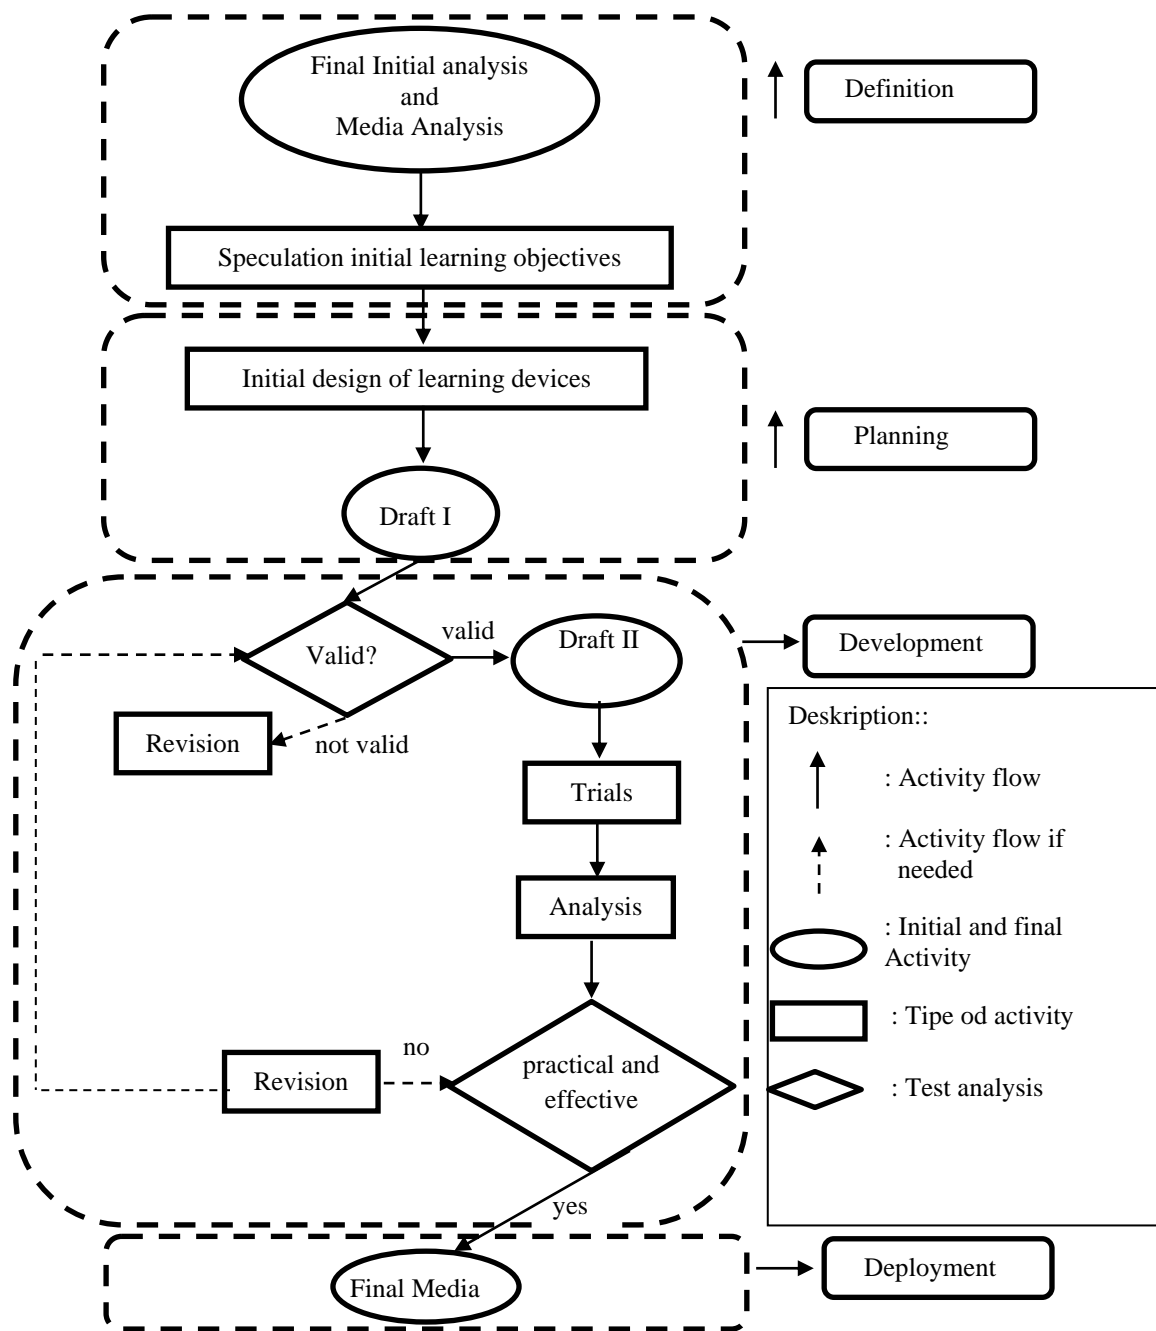 Final Initial analysis
and
Media Analysis
Definition
Speculation initial learning objectives
Initial design of learning devices
Planning
Draft I
Valid?
valid
Draft II
Development
Revision
not valid
Deskription::
: Activity flow
: Activity flow if
needed
: Initial and final
Activity
: Tipe od activity
: Test analysis
Trials
Analysis
Revision
no
practical and
effective
yes
Final Media
Deployment